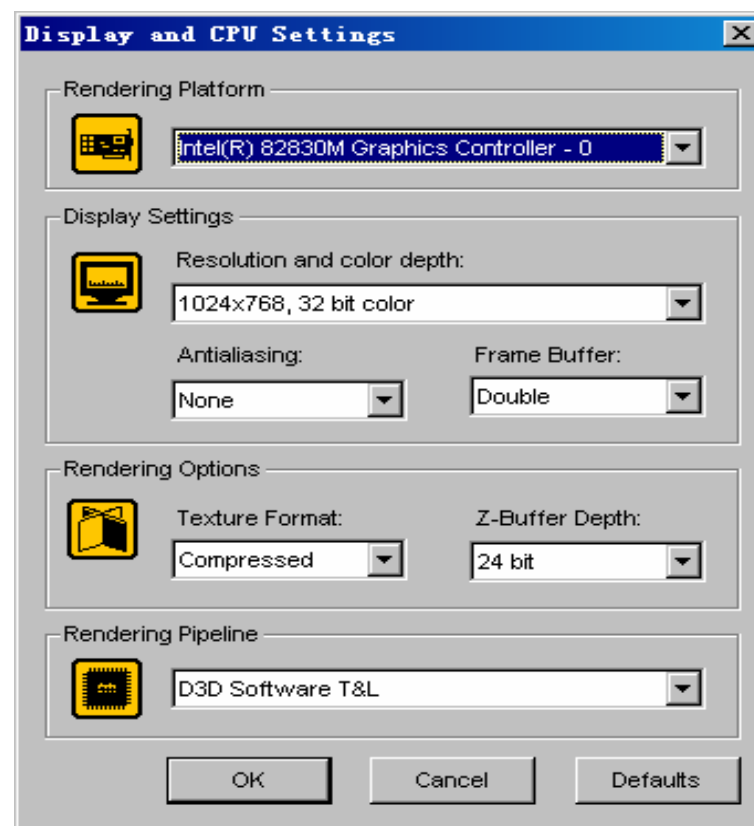 Display and CPU Settings
Rendering Platform
Intel(R) 82830M Graphics Controller - 0
Display Settings
Resolution and color depth:
1024x768, 32 bit color
Antialiasing: Frame Buffer:
None Double
Rendering Options
Texture Format: Z-Buffer Depth:
Compressed 24 bit
Rendering Pipeline
D3D Software T&L
OK Cancel Defaults